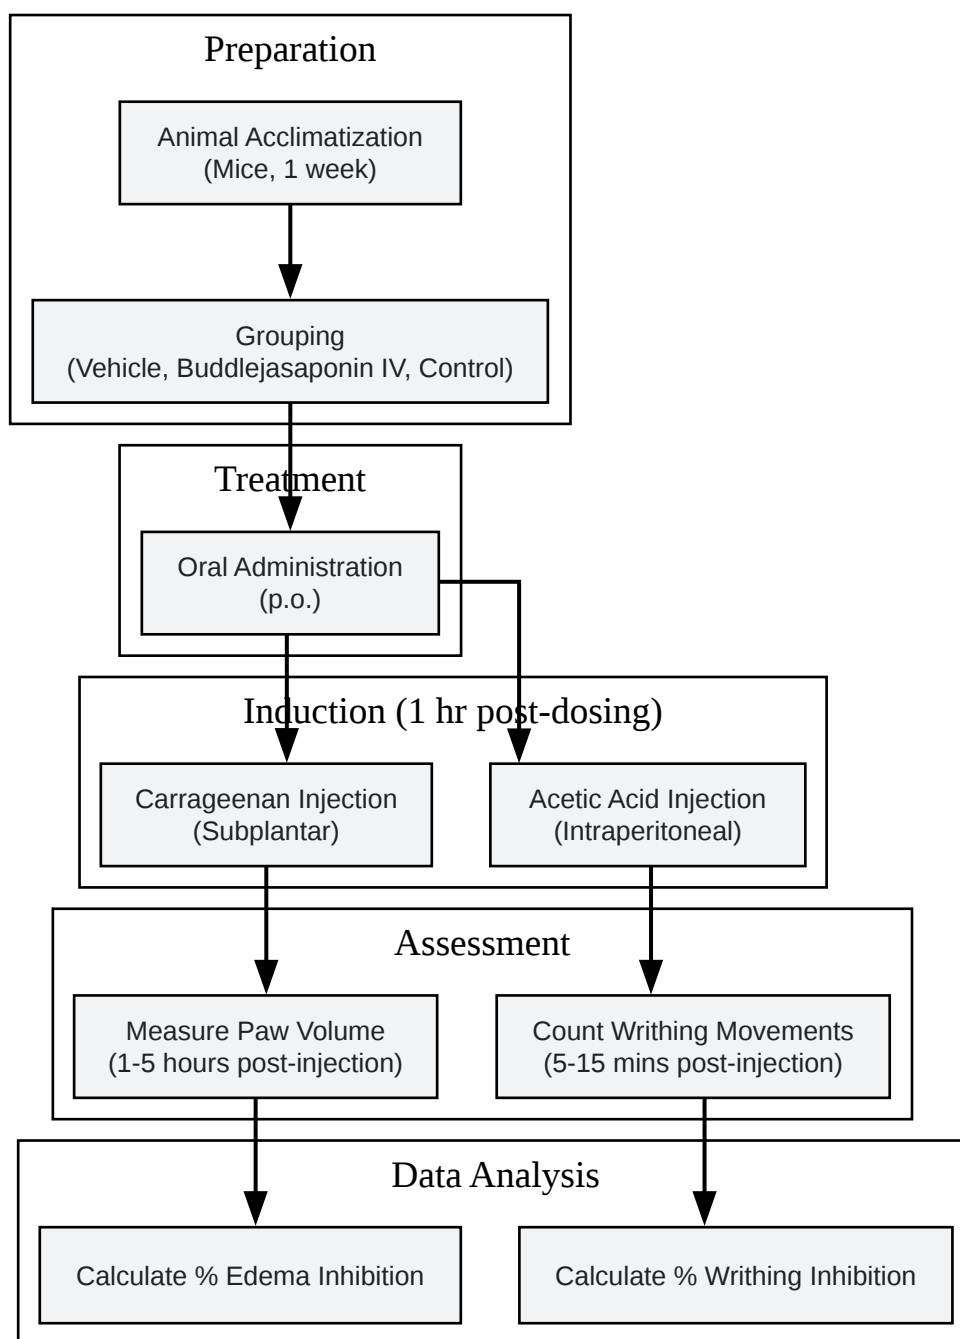 Preparation
Animal Acclimatization
(Mice, 1 week)
Grouping
(Vehicle, Buddlejasaponin IV, Control)
Treatment
Oral Administration
(p.o.)
Induction (1 hr post-dosing)
Carrageenan Injection
(Subplantar)
Acetic Acid Injection
(Intraperitoneal)
Assessment
Measure Paw Volume
(1-5 hours post-injection)
Count Writhing Movements
(5-15 mins post-injection)
Data Analysis
Calculate % Edema Inhibition
Calculate % Writhing Inhibition